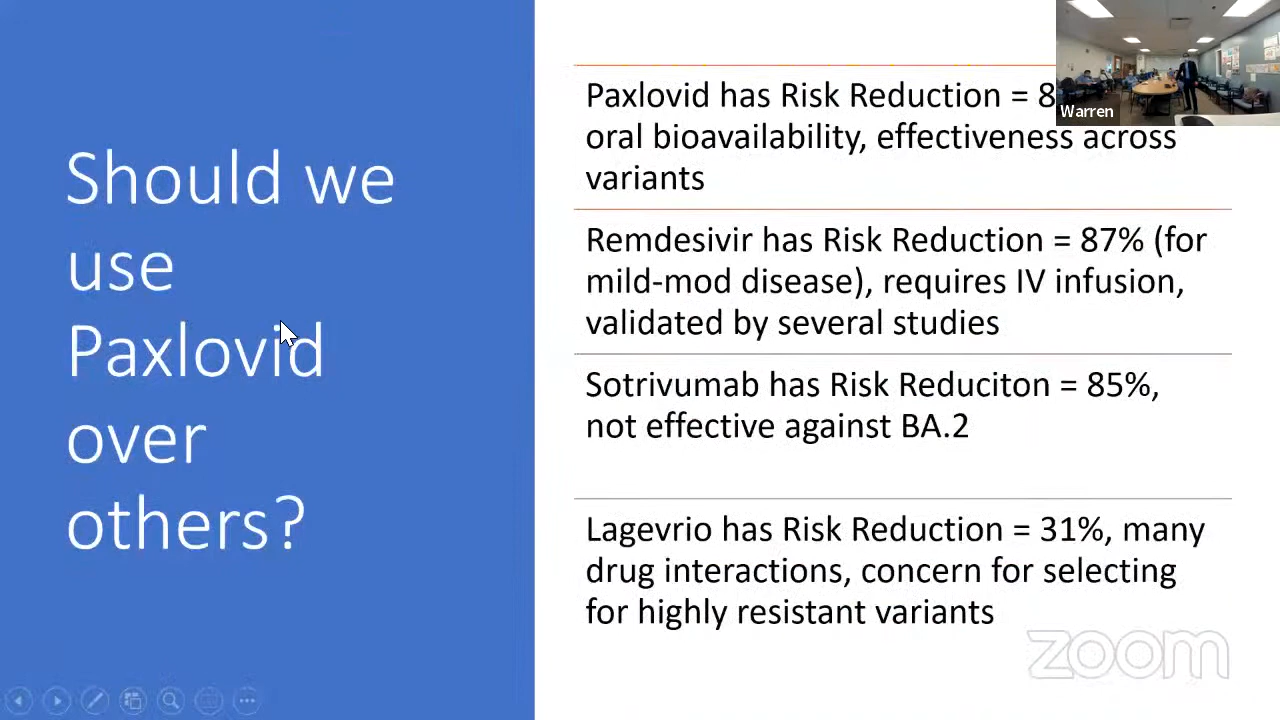 Should we
use
Paxlovid
over
others?
Paxlovid has Risk Reduction = 8
oral bioavailability, effectiveness across
variants
Remdesivir has Risk Reduction = 87% (for
mild-mod disease), requires IV infusion,
validated by several studies
Sotrivumab has Risk Reduciton = 85%,
not effective against BA.2
Lagevrio has Risk Reduction = 31%, many
drug interactions, concern for selecting
for highly resistant variants
Warren
zoom